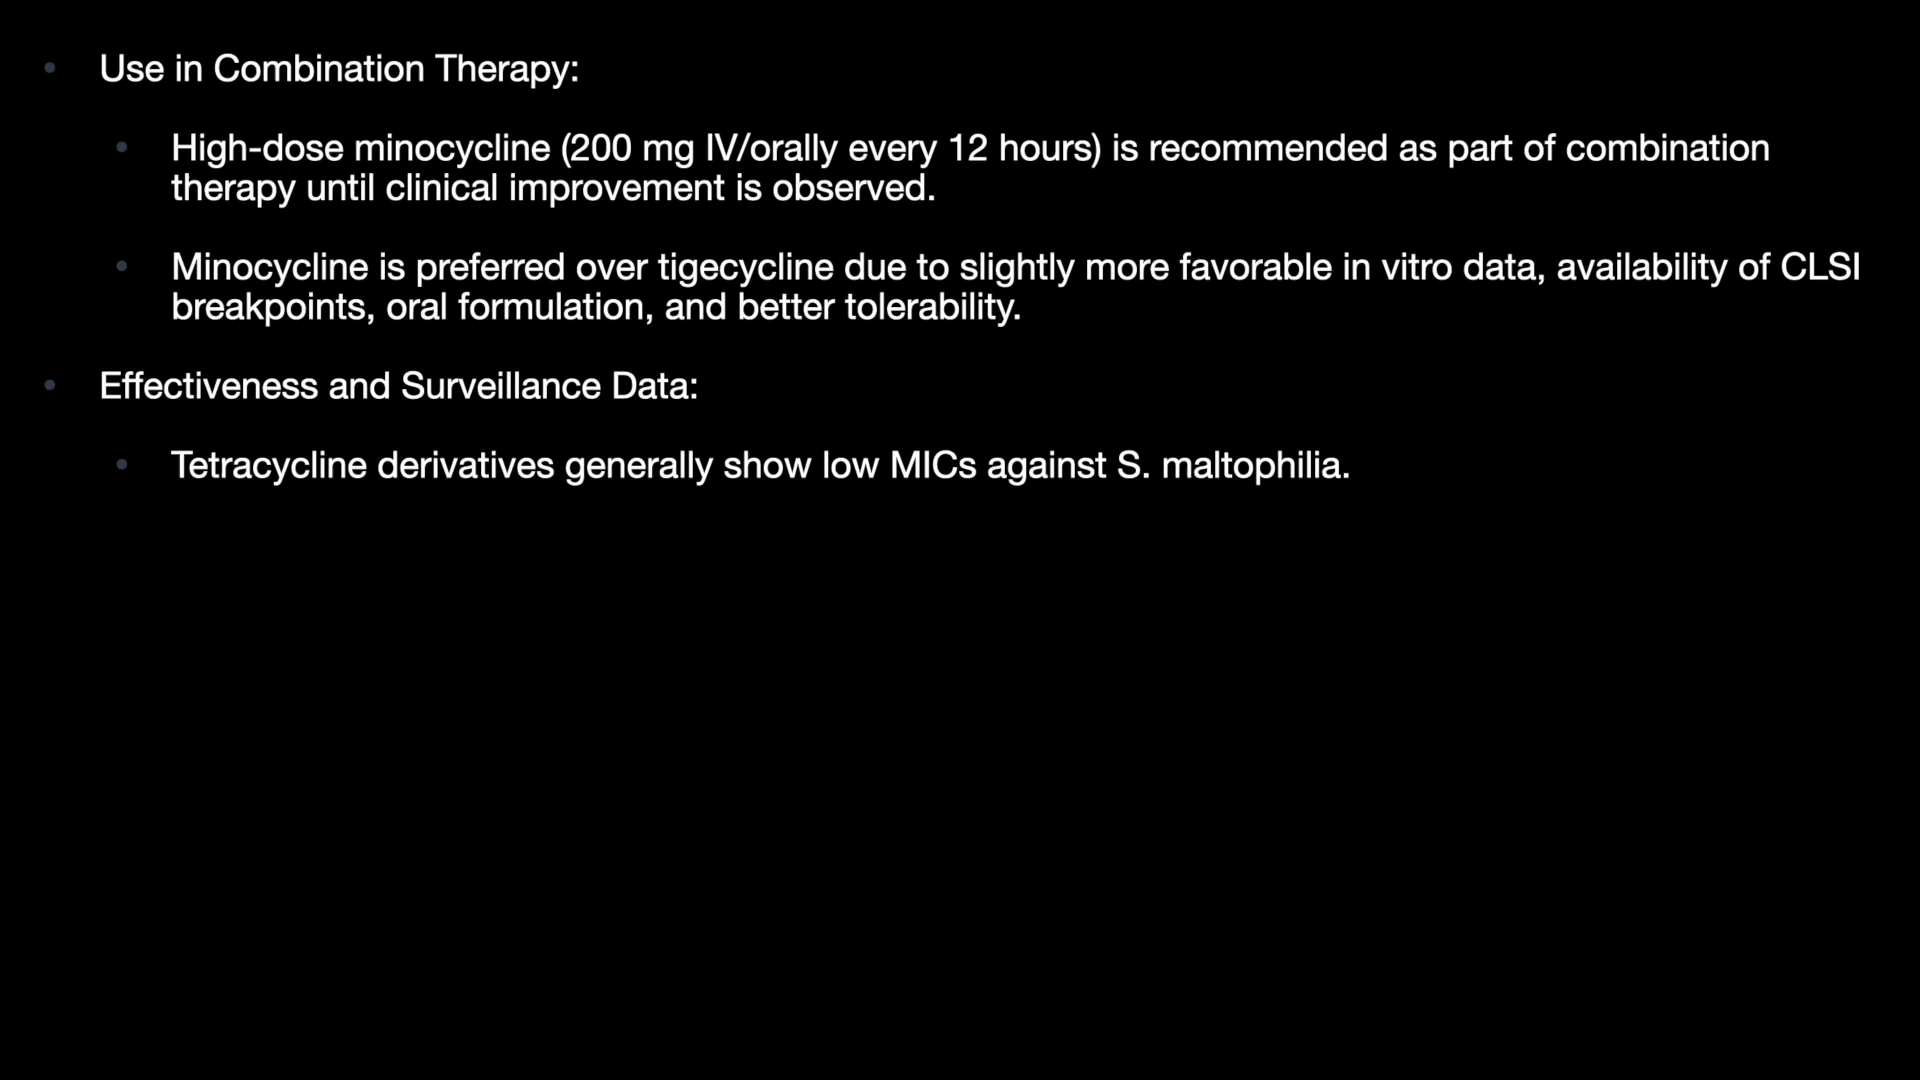 • Use in Combination Therapy:
• High-dose minocycline (200 mg IV/orally every 12 hours) is recommended as part of combination
therapy until clinical improvement is observed.
• Minocycline is preferred over tigecycline due to slightly more favorable in vitro data, availability of CLSI
breakpoints, oral formulation, and better tolerability.
• Effectiveness and Surveillance Data:
• Tetracycline derivatives generally show low MICs against S. maltophilia.